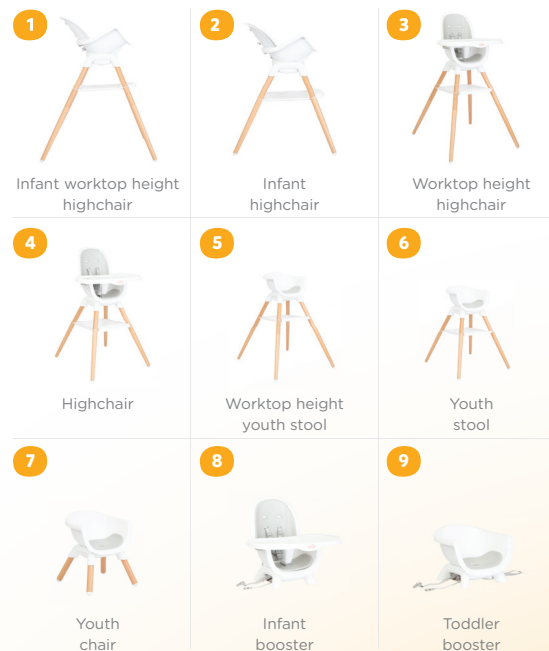 1
2
3
Infant worktop height
highchair
Infant
highchair
Worktop height
highchair
4
5
6
Highchair
Worktop height
youth stool
Youth
stool
7
8
9
Youth
chair
Infant
booster
Toddler
booster